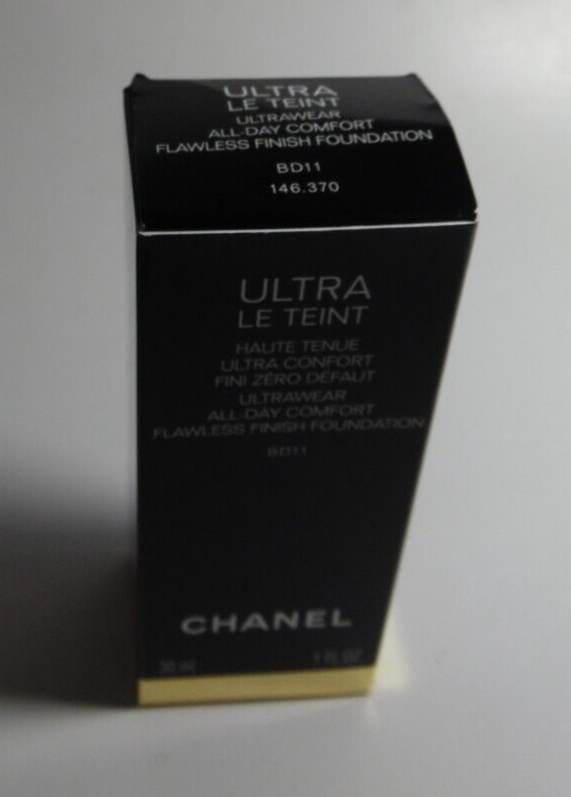 ULTRA
LE TEINT
ULTRAWEAR
ALL-DAY COMFORT
FLAWLESS FINISH FOUNDATION
BD11
146.370
ULTRA
LE TEINT
HAUTE TENUE
ULTRA CONFORT
FINI ZÉRO DÉFAUT
ULTRAWEAR
ALL-DAY COMFORT
FLAWLESS FINISH FOUNDATION
BD11
CHANEL
30 ml 1 FL OZ